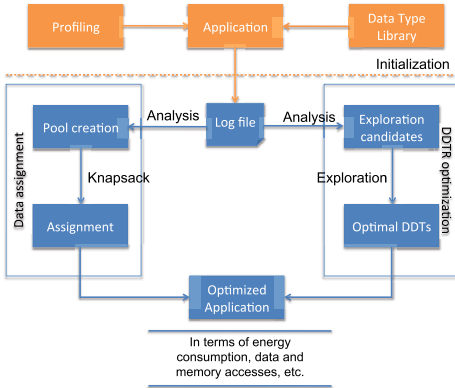 Profiling
Application
Data Type
Library
Initialization
Analysis
Log file
Analysis
Pool creation
Exploration
candidates
Data assignment
DDTR optimization
Knapsack
Exploration
Assignment
Optimal DDTs
Optimized
Application
In terms of energy
consumption, data and
memory accesses, etc.